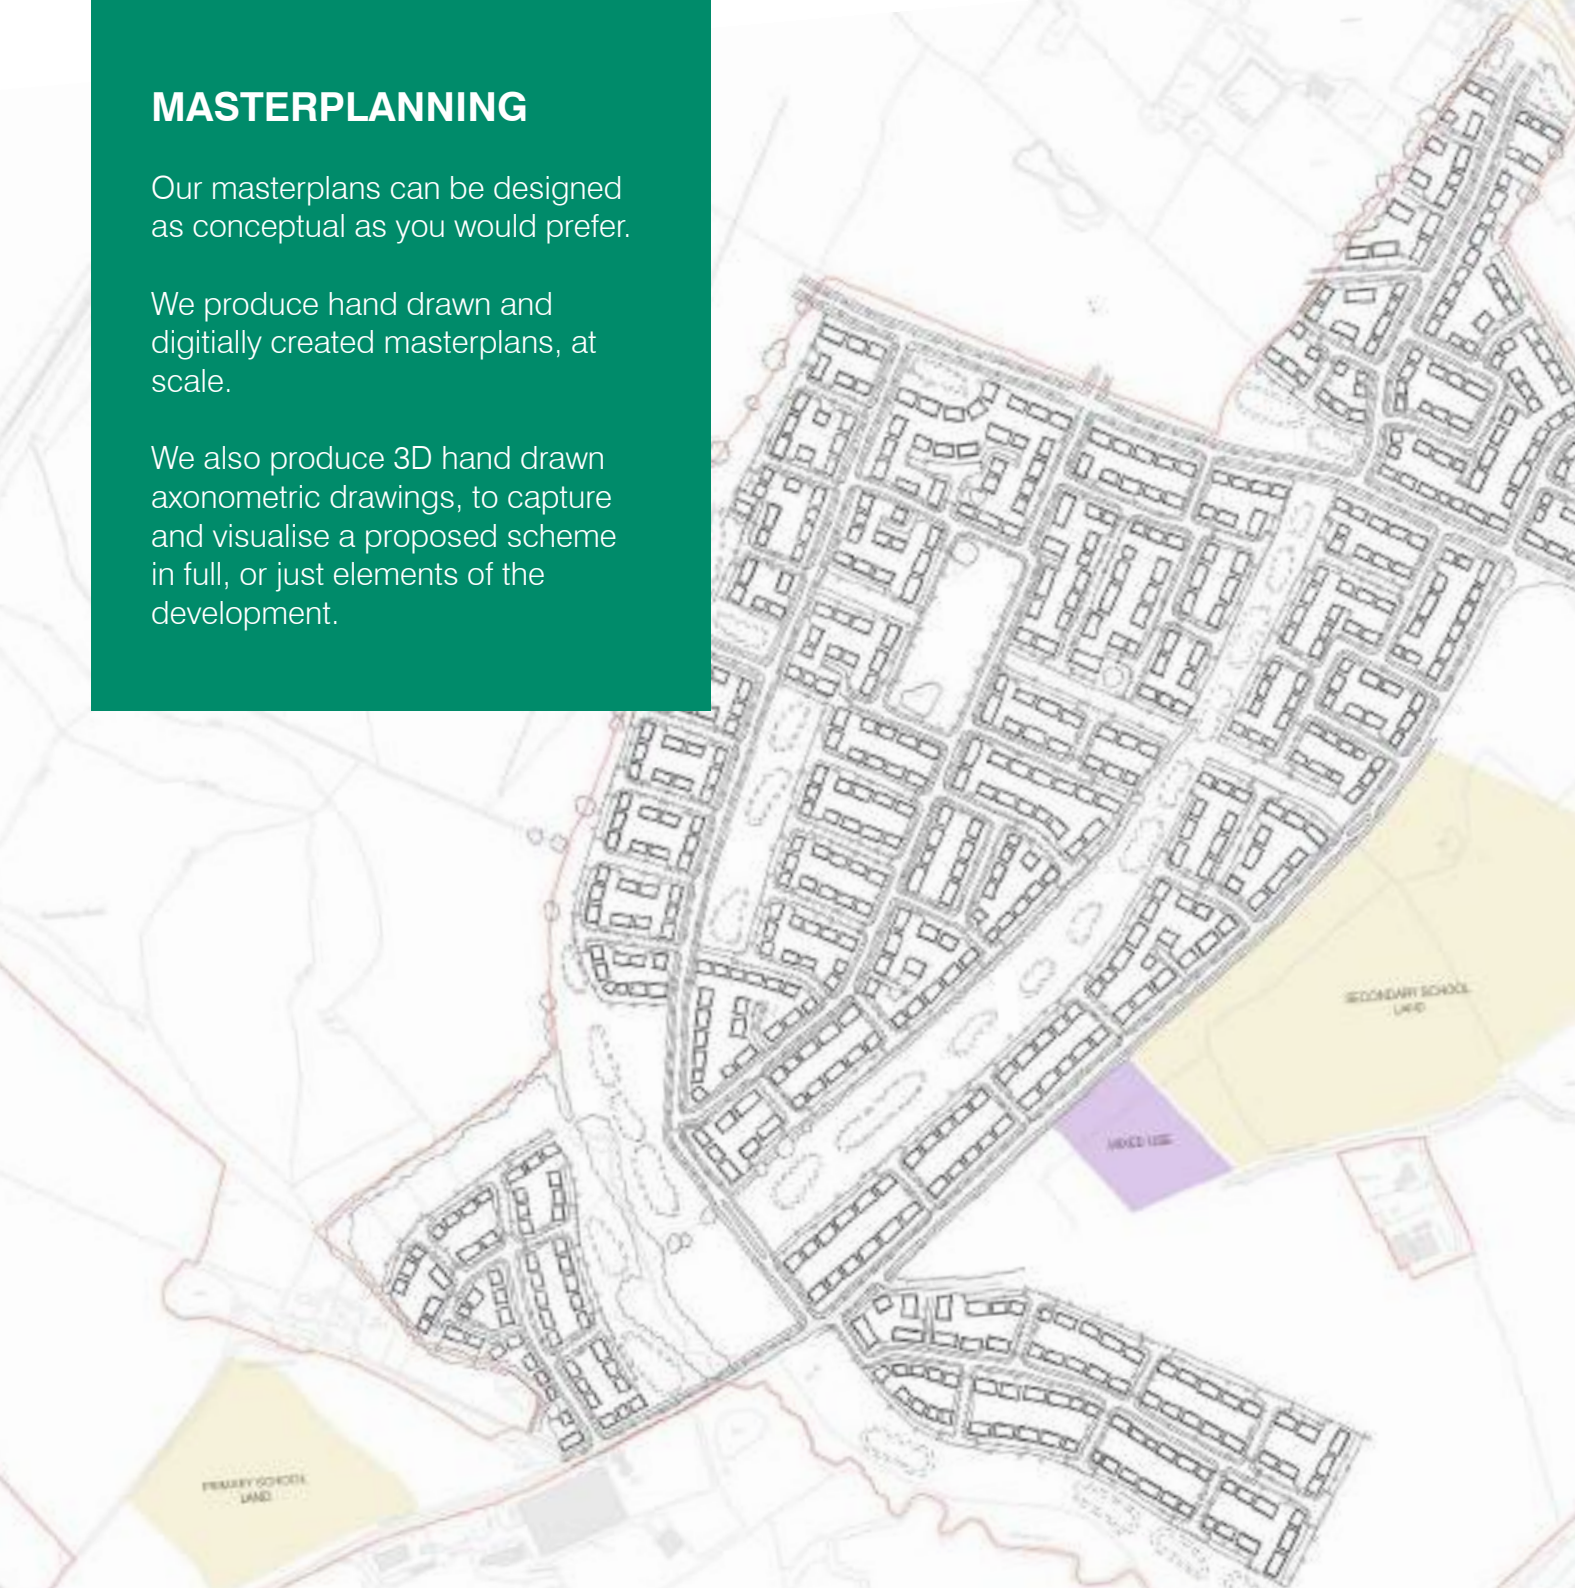 MASTERPLANNING
Our masterplans can be designed
as conceptual as you would prefer.
We produce hand drawn and
digitially created masterplans, at
scale.
We also produce 3D hand drawn
axonometric drawings, to capture
and visualise a proposed scheme
in full, or just elements of the
development.
SECONDARY SCHOOL
LAND
MIXED USE
PRIMARY SCHOOL
LAND